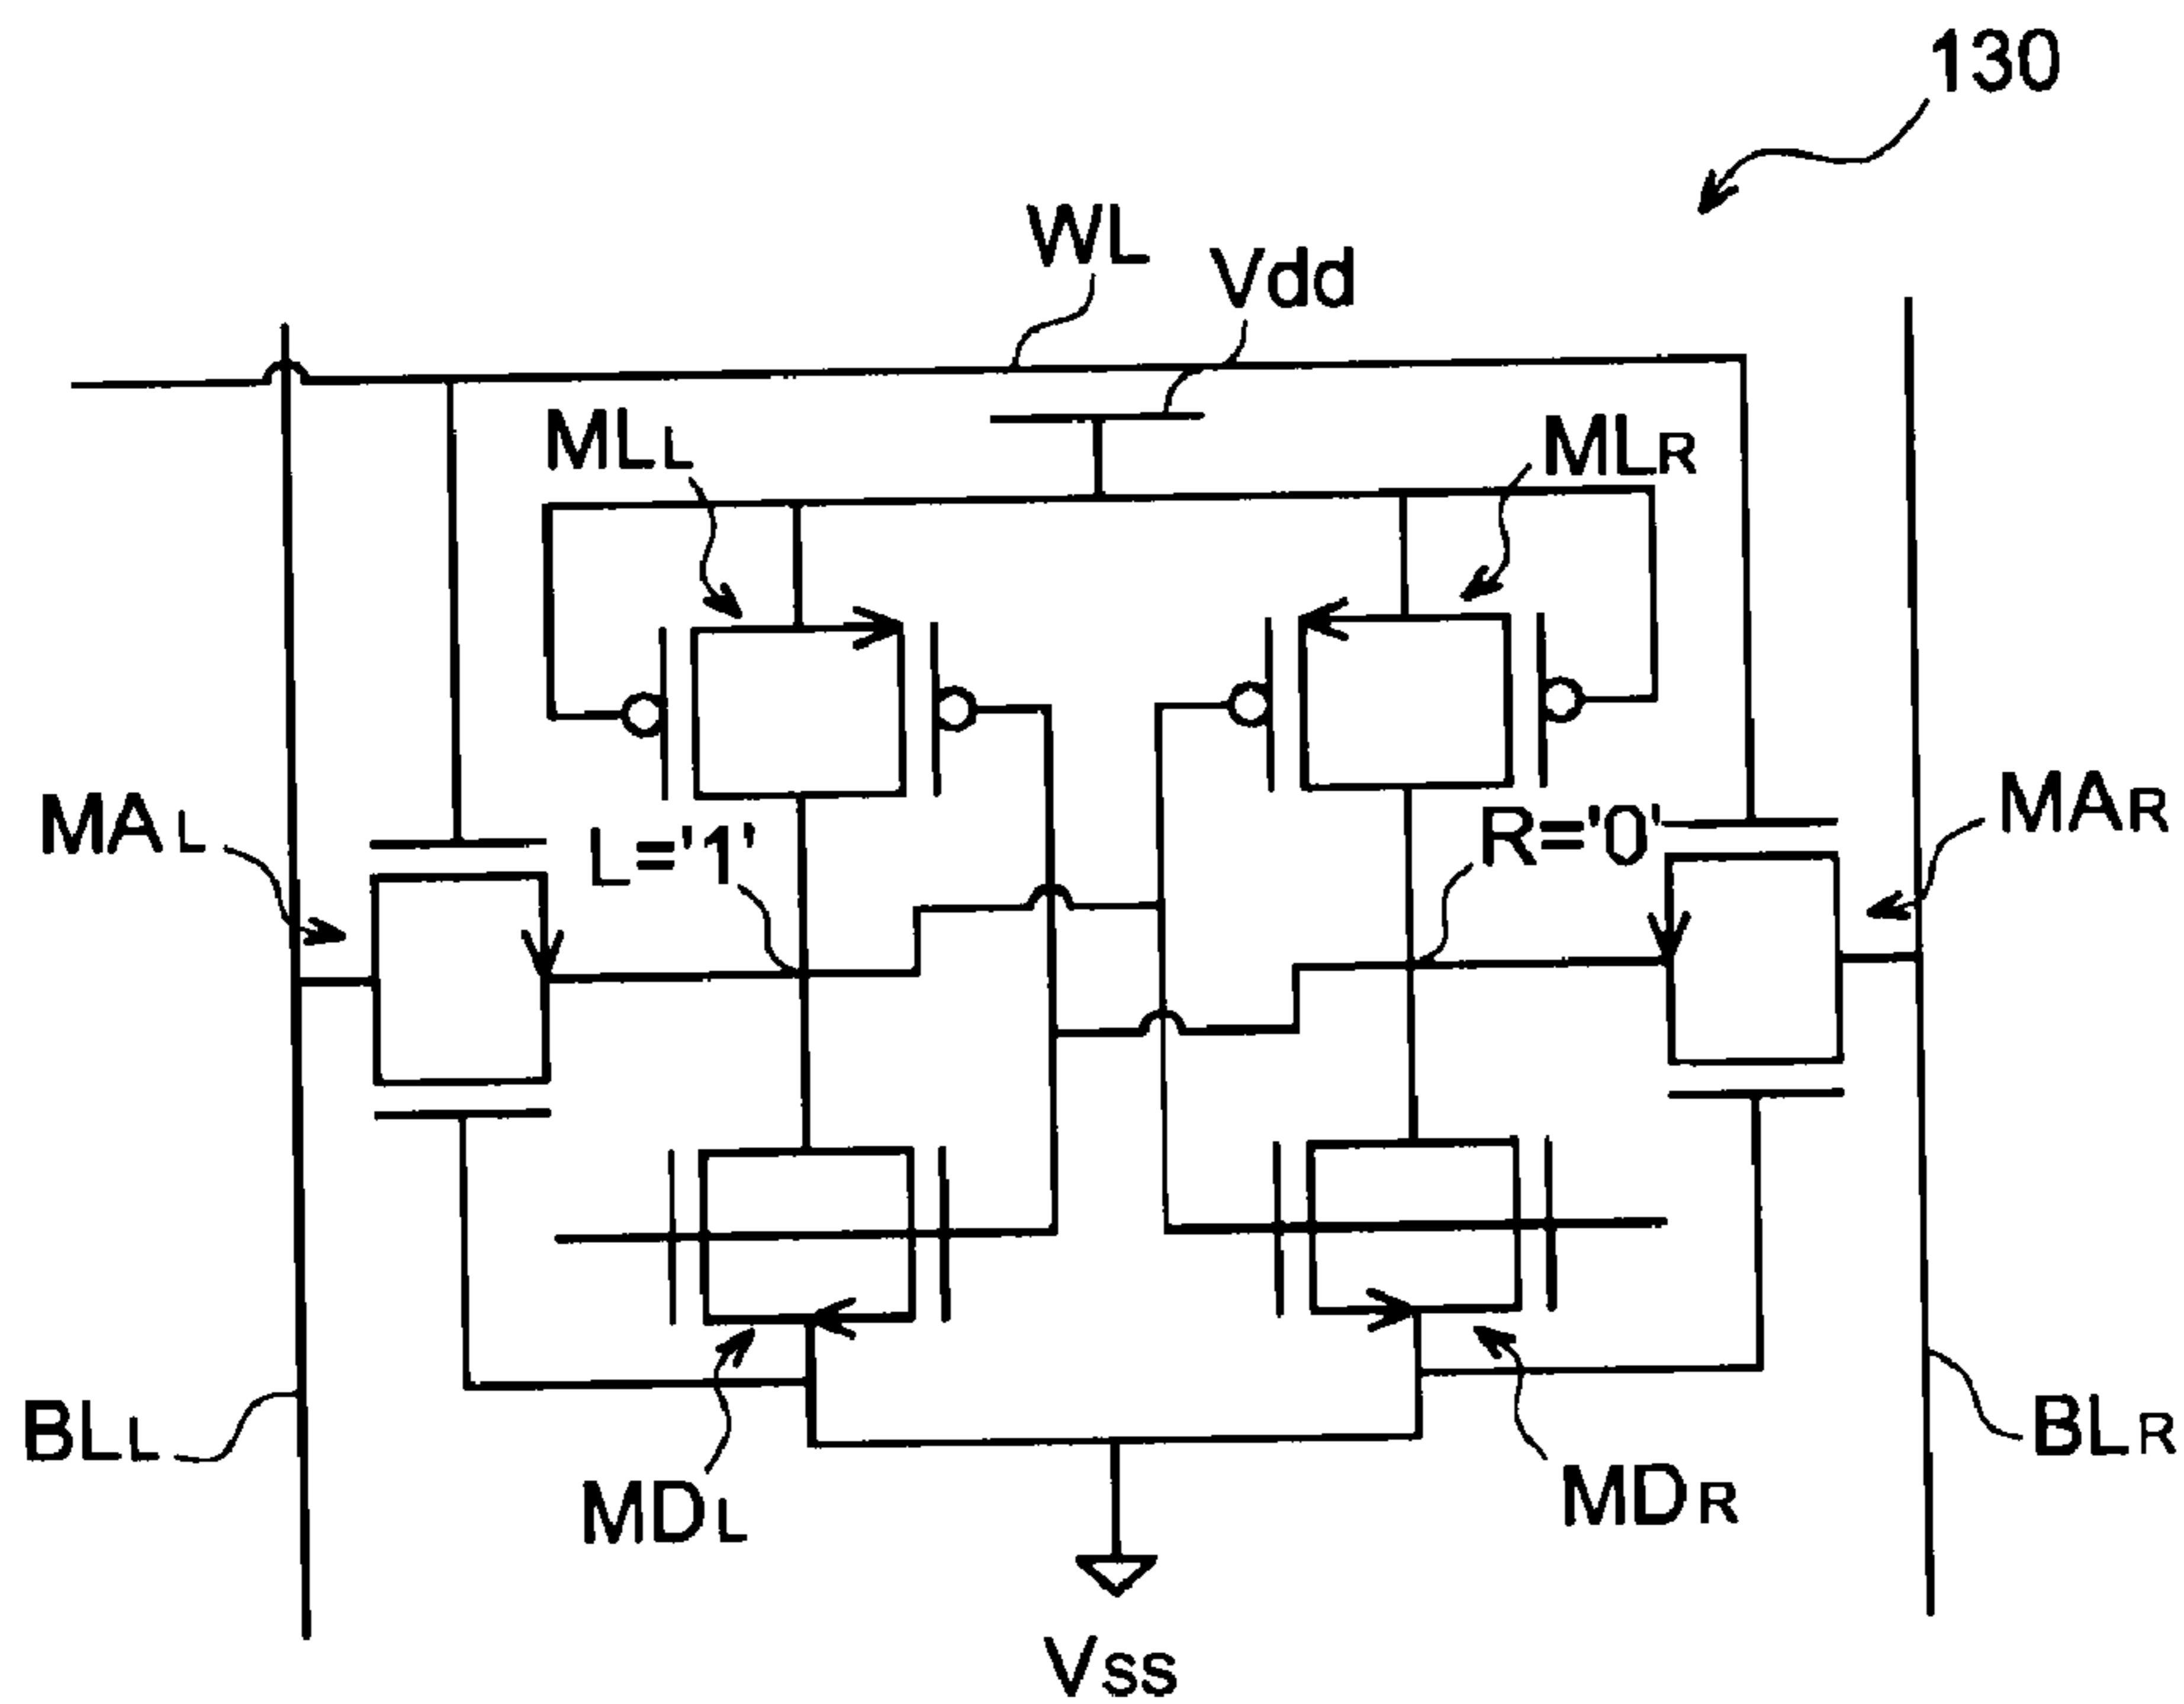 130
WL
Vdd
MLL
MLR
MAL
L='1'
R='0'
MAR
BLL
BLR
MDL
MDR
Vss